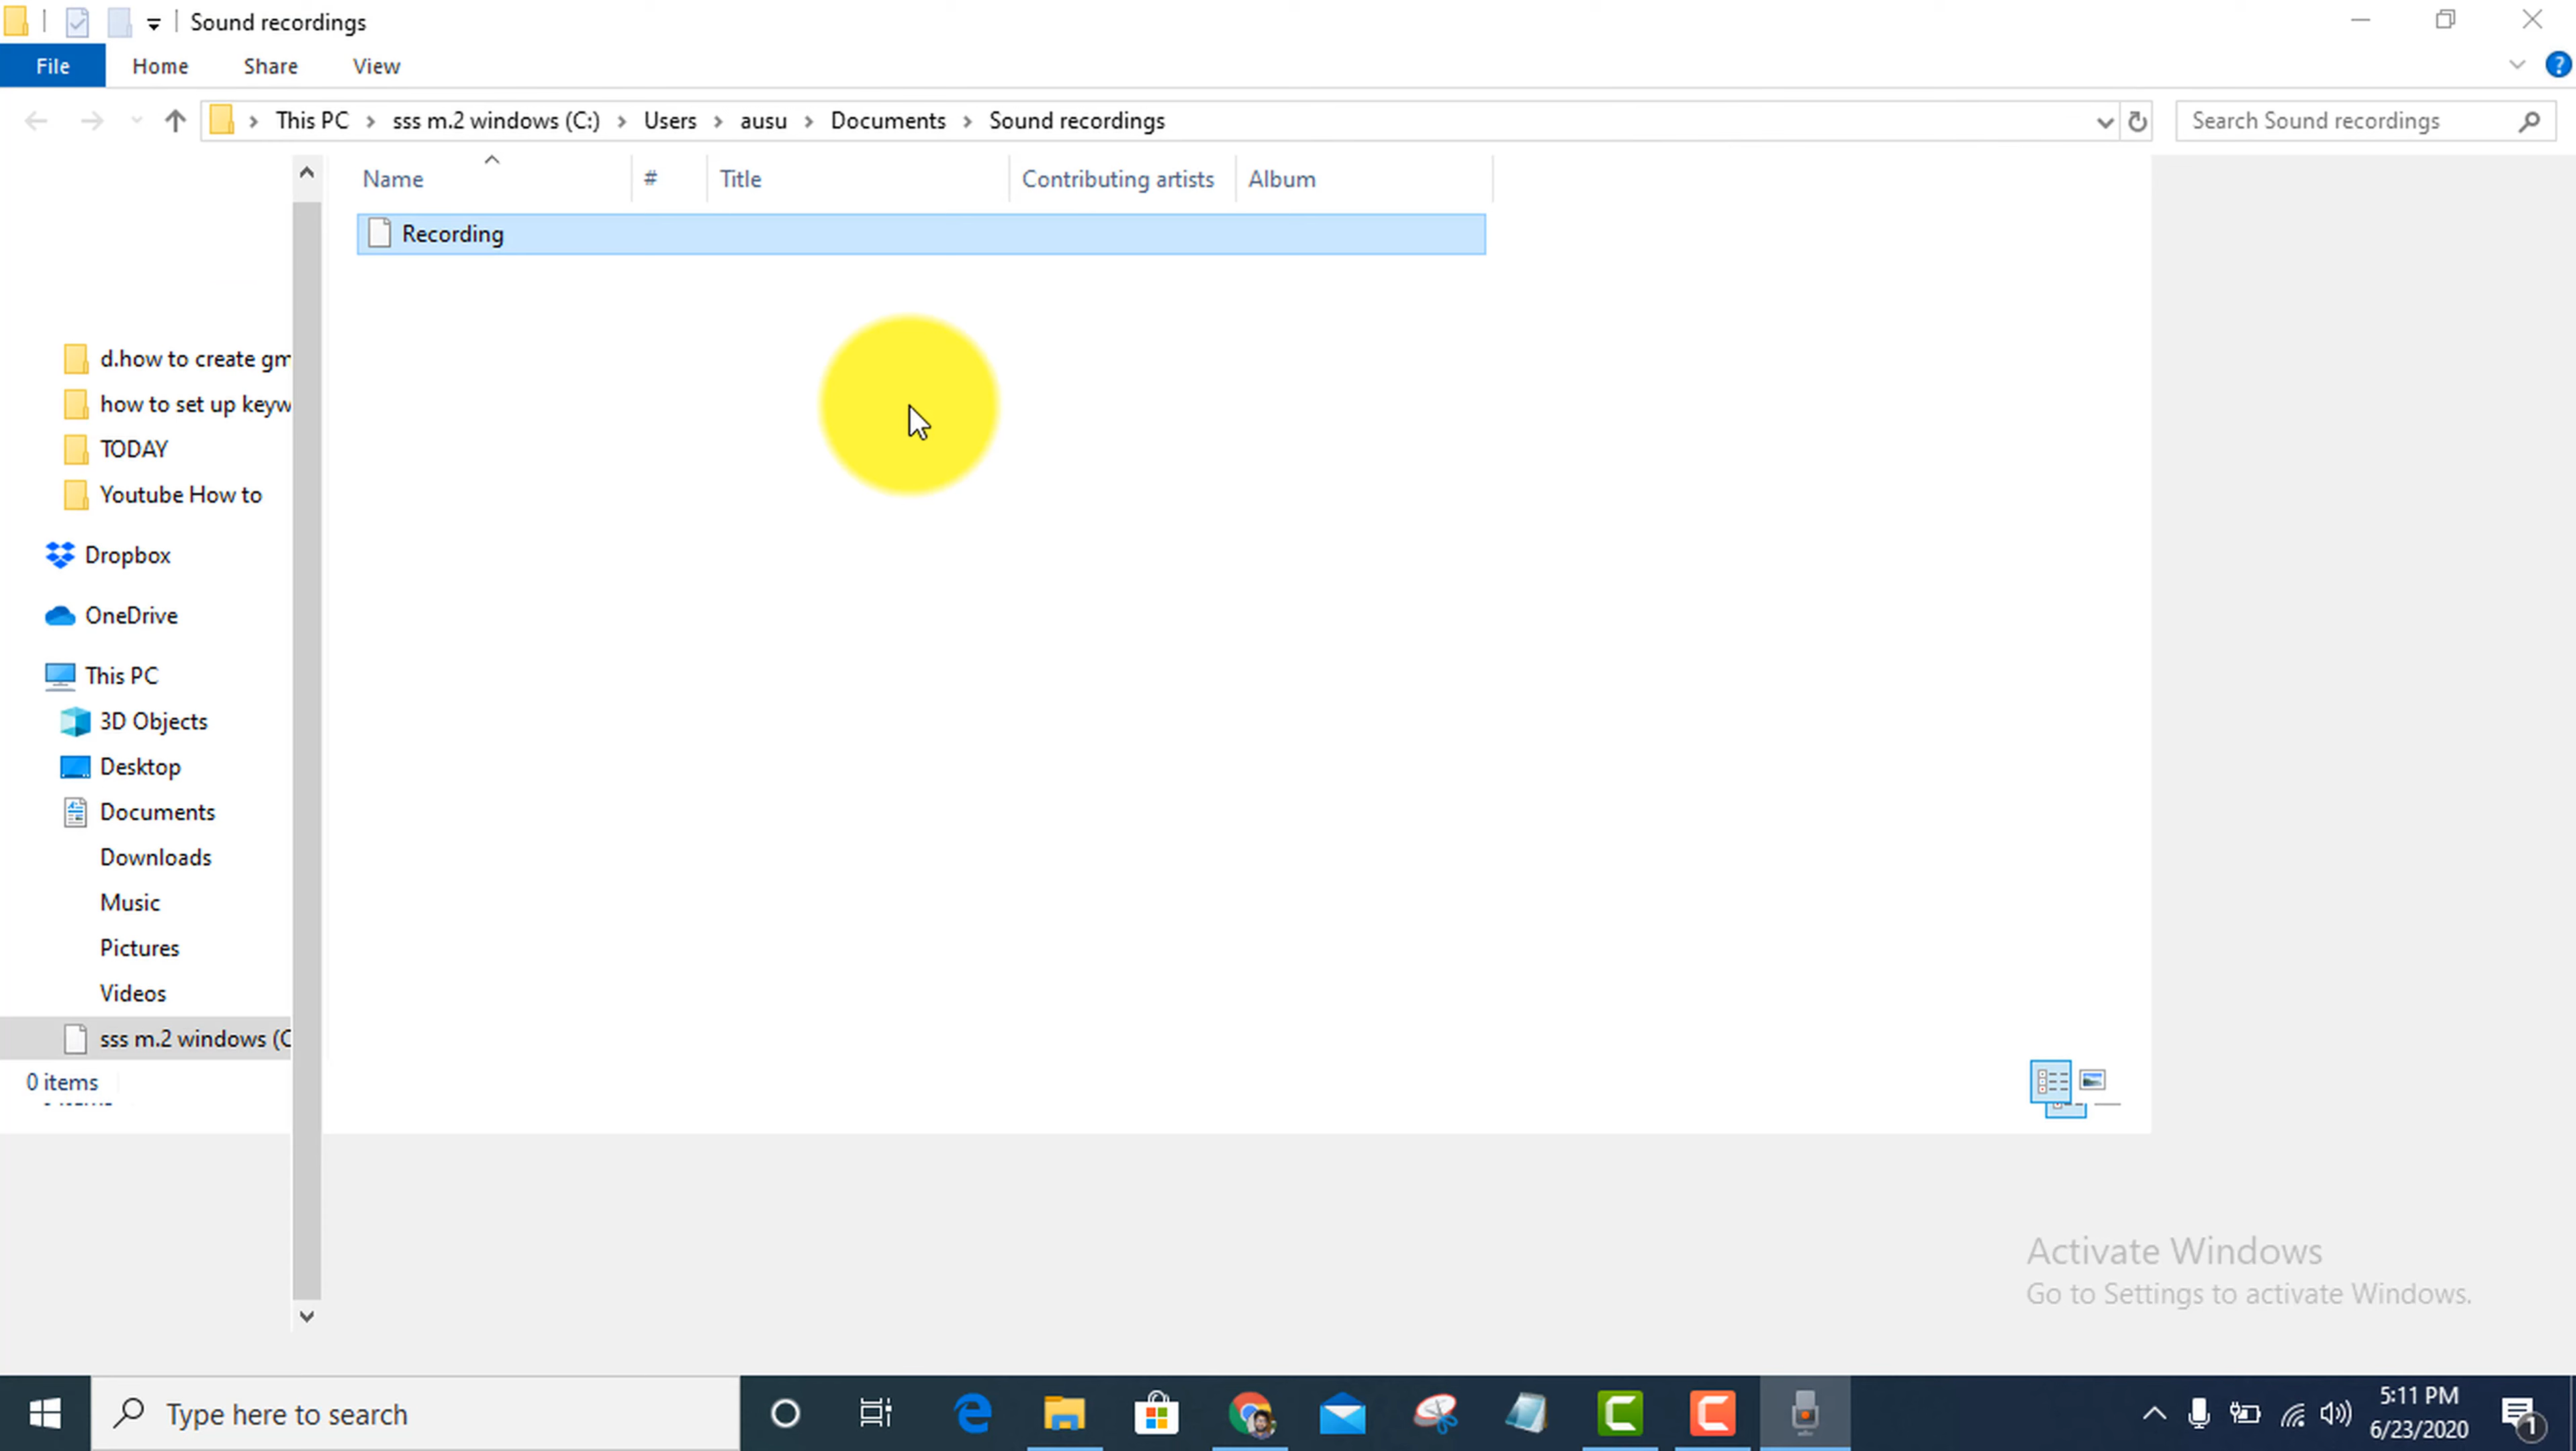 Sound recordings
File Home Share View
This PC › sss m.2 windows (C:) › Users › ausu › Documents › Sound recordings
Search Sound recordings
Name # Title Contributing artists Album
Recording
d.how to create gm
how to set up keyw
TODAY
Youtube How to
Dropbox
OneDrive
This PC
3D Objects
Desktop
Documents
Downloads
Music
Pictures
Videos
sss m.2 windows (C
0 items
Activate Windows
Go to Settings to activate Windows.
Type here to search
5:11 PM
6/23/2020
1